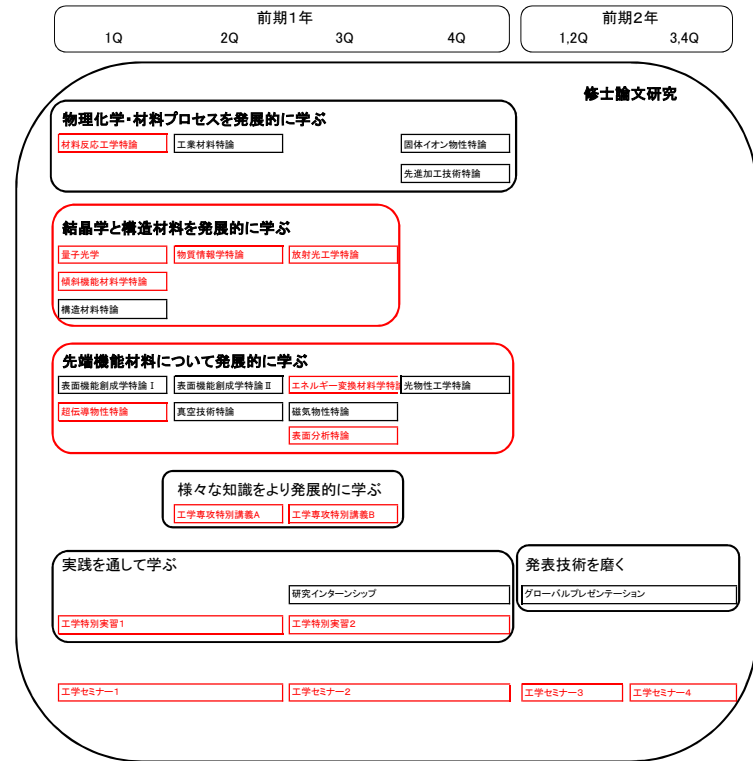 前期1年 前期2年
1Q 2Q 3Q 4Q 1,2Q 3,4Q
修士論文研究
物理化学・材料プロセスを発展的に学ぶ
材料反応工学特論 工業材料特論 固体イオン物性特論
先進加工技術特論
結晶学と構造材料を発展的に学ぶ
量子光学 物質情報学特論 放射光工学特論
傾斜機能材料学特論
構造材料特論
先端機能材料について発展的に学ぶ
表面機能創成学特論Ⅰ 表面機能創成学特論Ⅱ エネルギー変換材料学特論 光物性工学特論
超伝導物性特論 真空技術特論 磁気物性特論
表面分析特論
様々な知識をより発展的に学ぶ
工学専攻特別講義A 工学専攻特別講義B
実践を通して学ぶ 発表技術を磨く
研究インターンシップ グローバルプレゼンテーション
工学特別実習1 工学特別実習2
工学セミナー1 工学セミナー2 工学セミナー3 工学セミナー4